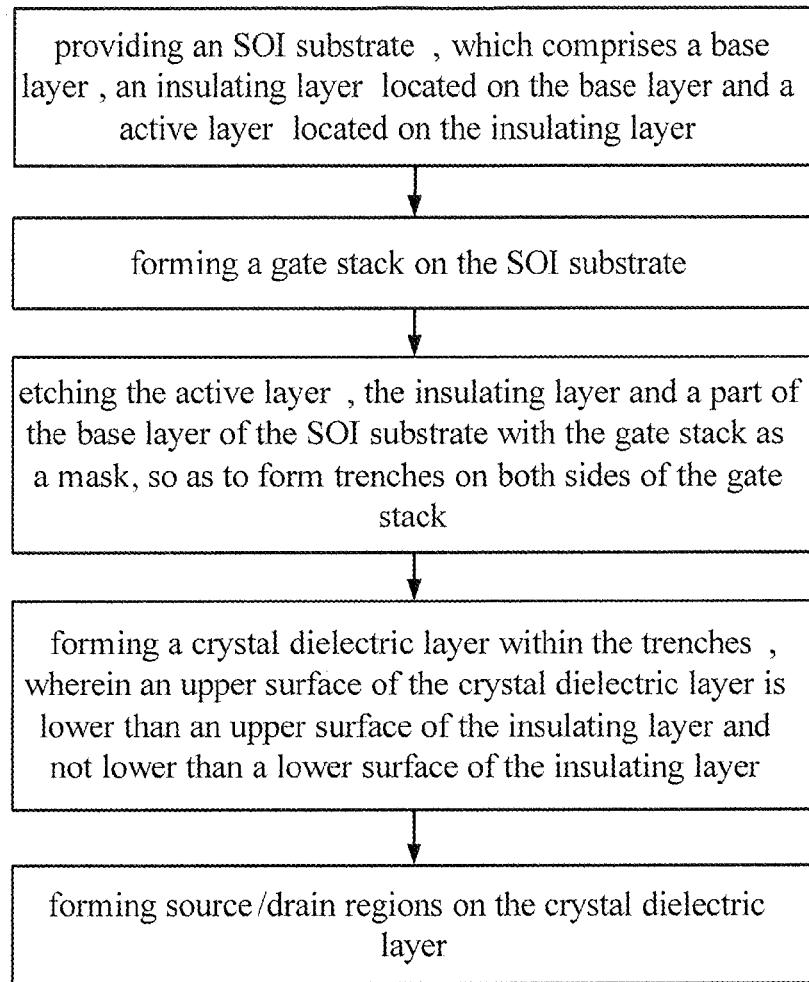 providing an SOI substrate , which comprises a base
layer , an insulating layer located on the base layer and a
active layer located on the insulating layer
forming a gate stack on the SOI substrate
etching the active layer , the insulating layer and a part of
the base layer of the SOI substrate with the gate stack as
a mask, so as to form trenches on both sides of the gate
stack
forming a crystal dielectric layer within the trenches ,
wherein an upper surface of the crystal dielectric layer is
lower than an upper surface of the insulating layer and
not lower than a lower surface of the insulating layer
forming source/drain regions on the crystal dielectric
layer